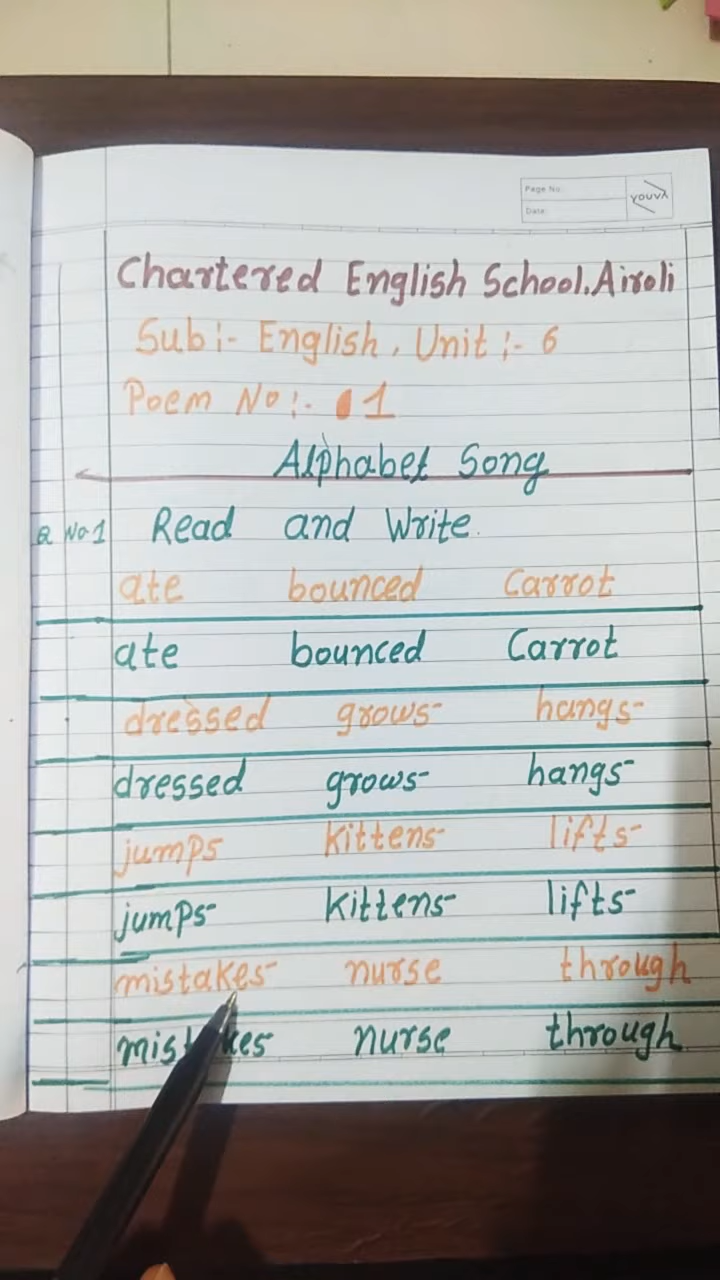 Page No.
Date:
youva
Chartered English School.Airoli
Sub:- English, Unit:- 6
Poem No:- 1
Alphabet Song
Q No 1 Read and Write.
ate bounced Carrot
ate bounced Carrot
dressed grows hangs
dressed grows hangs
jumps kittens lifts
jumps kittens lifts
mistakes nurse through
mistakes nurse through